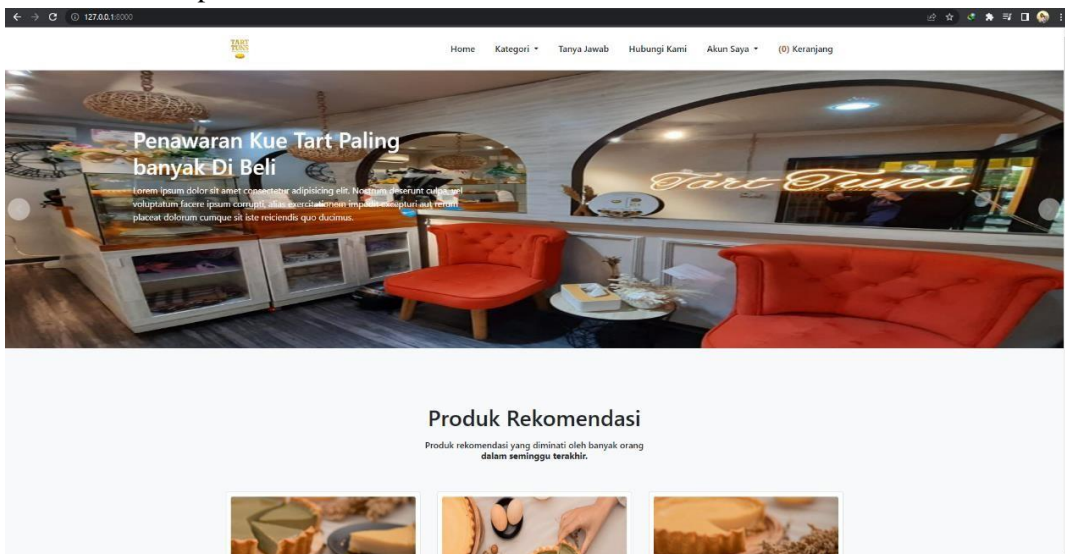 127.0.0.1:8000
TART
TUNS
Home Kategori Tanya Jawab Hubungi Kami Akun Saya (0) Keranjang
Penawaran Kue Tart Paling
banyak Di Beli
Lorem ipsum dolor sit amet consectetur adipisicing elit. Nostrum deserunt culpa, vel
voluptatum facere ipsum corrupti, alias exercitationem impedit excepturi aut rerum
placeat dolorum cumque sit iste reiciendis quo ducimus.
Tart Tuns
Produk Rekomendasi
Produk rekomendasi yang diminati oleh banyak orang
dalam seminggu terakhir.